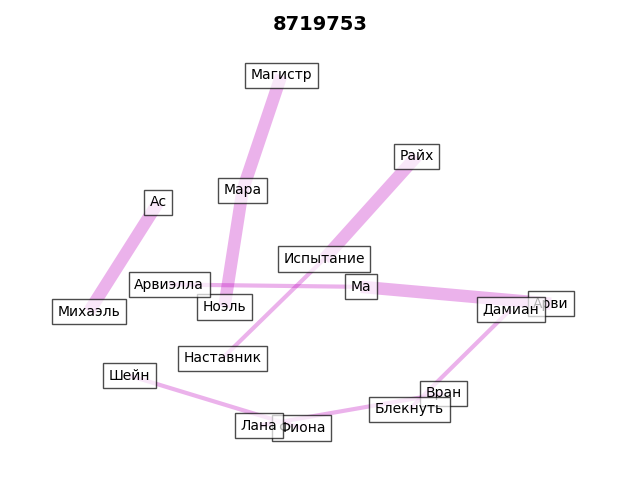 8719753
Магистр
Райх
Мара
Ас
Испытание
Арвиэлла
Ма
Арви
Ноэль
Дамиан
Михаэль
Наставник
Шейн
Вран
Блекнуть
Лана
Фиона